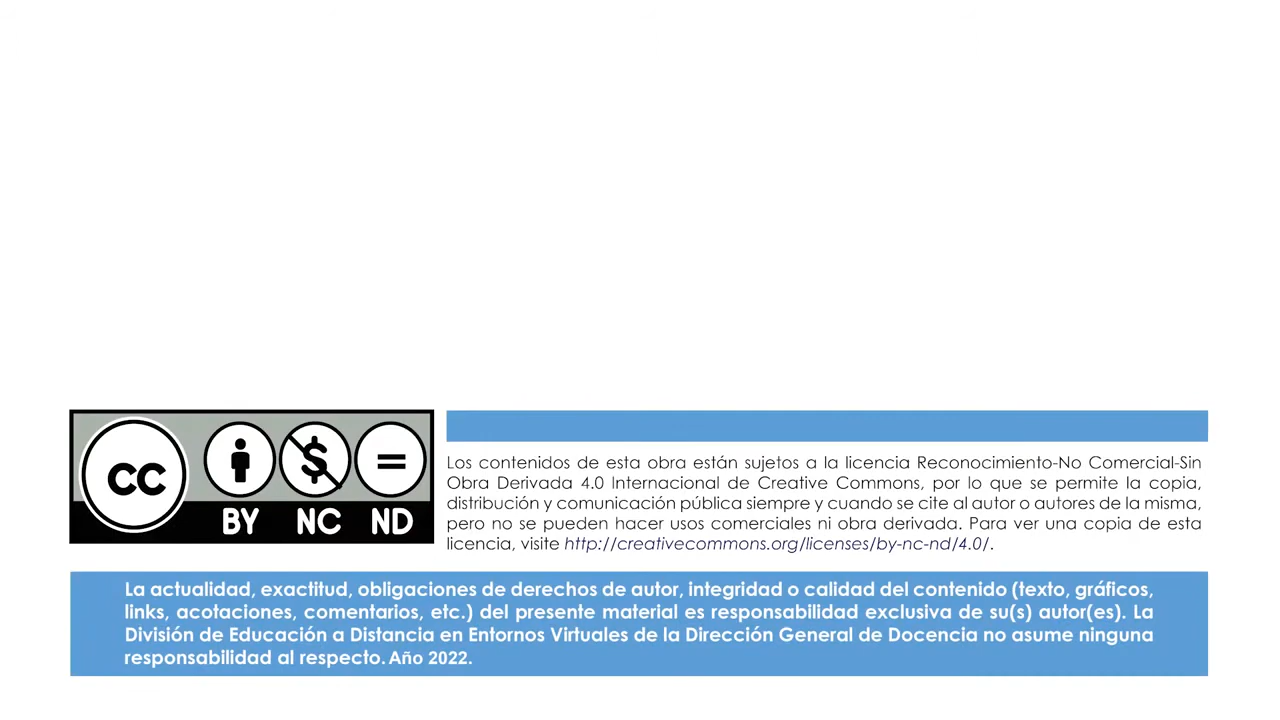 cc
BY NC ND
Los contenidos de esta obra están sujetos a la licencia Reconocimiento-No Comercial-Sin
Obra Derivada 4.0 Internacional de Creative Commons, por lo que se permite la copia,
distribución y comunicación pública siempre y cuando se cite al autor o autores de la misma,
pero no se pueden hacer usos comerciales ni obra derivada. Para ver una copia de esta
licencia, visite http://creativecommons.org/licenses/by-nc-nd/4.0/.
La actualidad, exactitud, obligaciones de derechos de autor, integridad o calidad del contenido (texto, gráficos,
links, acotaciones, comentarios, etc.) del presente material es responsabilidad exclusiva de su(s) autor(es). La
División de Educación a Distancia en Entornos Virtuales de la Dirección General de Docencia no asume ninguna
responsabilidad al respecto. Año 2022.